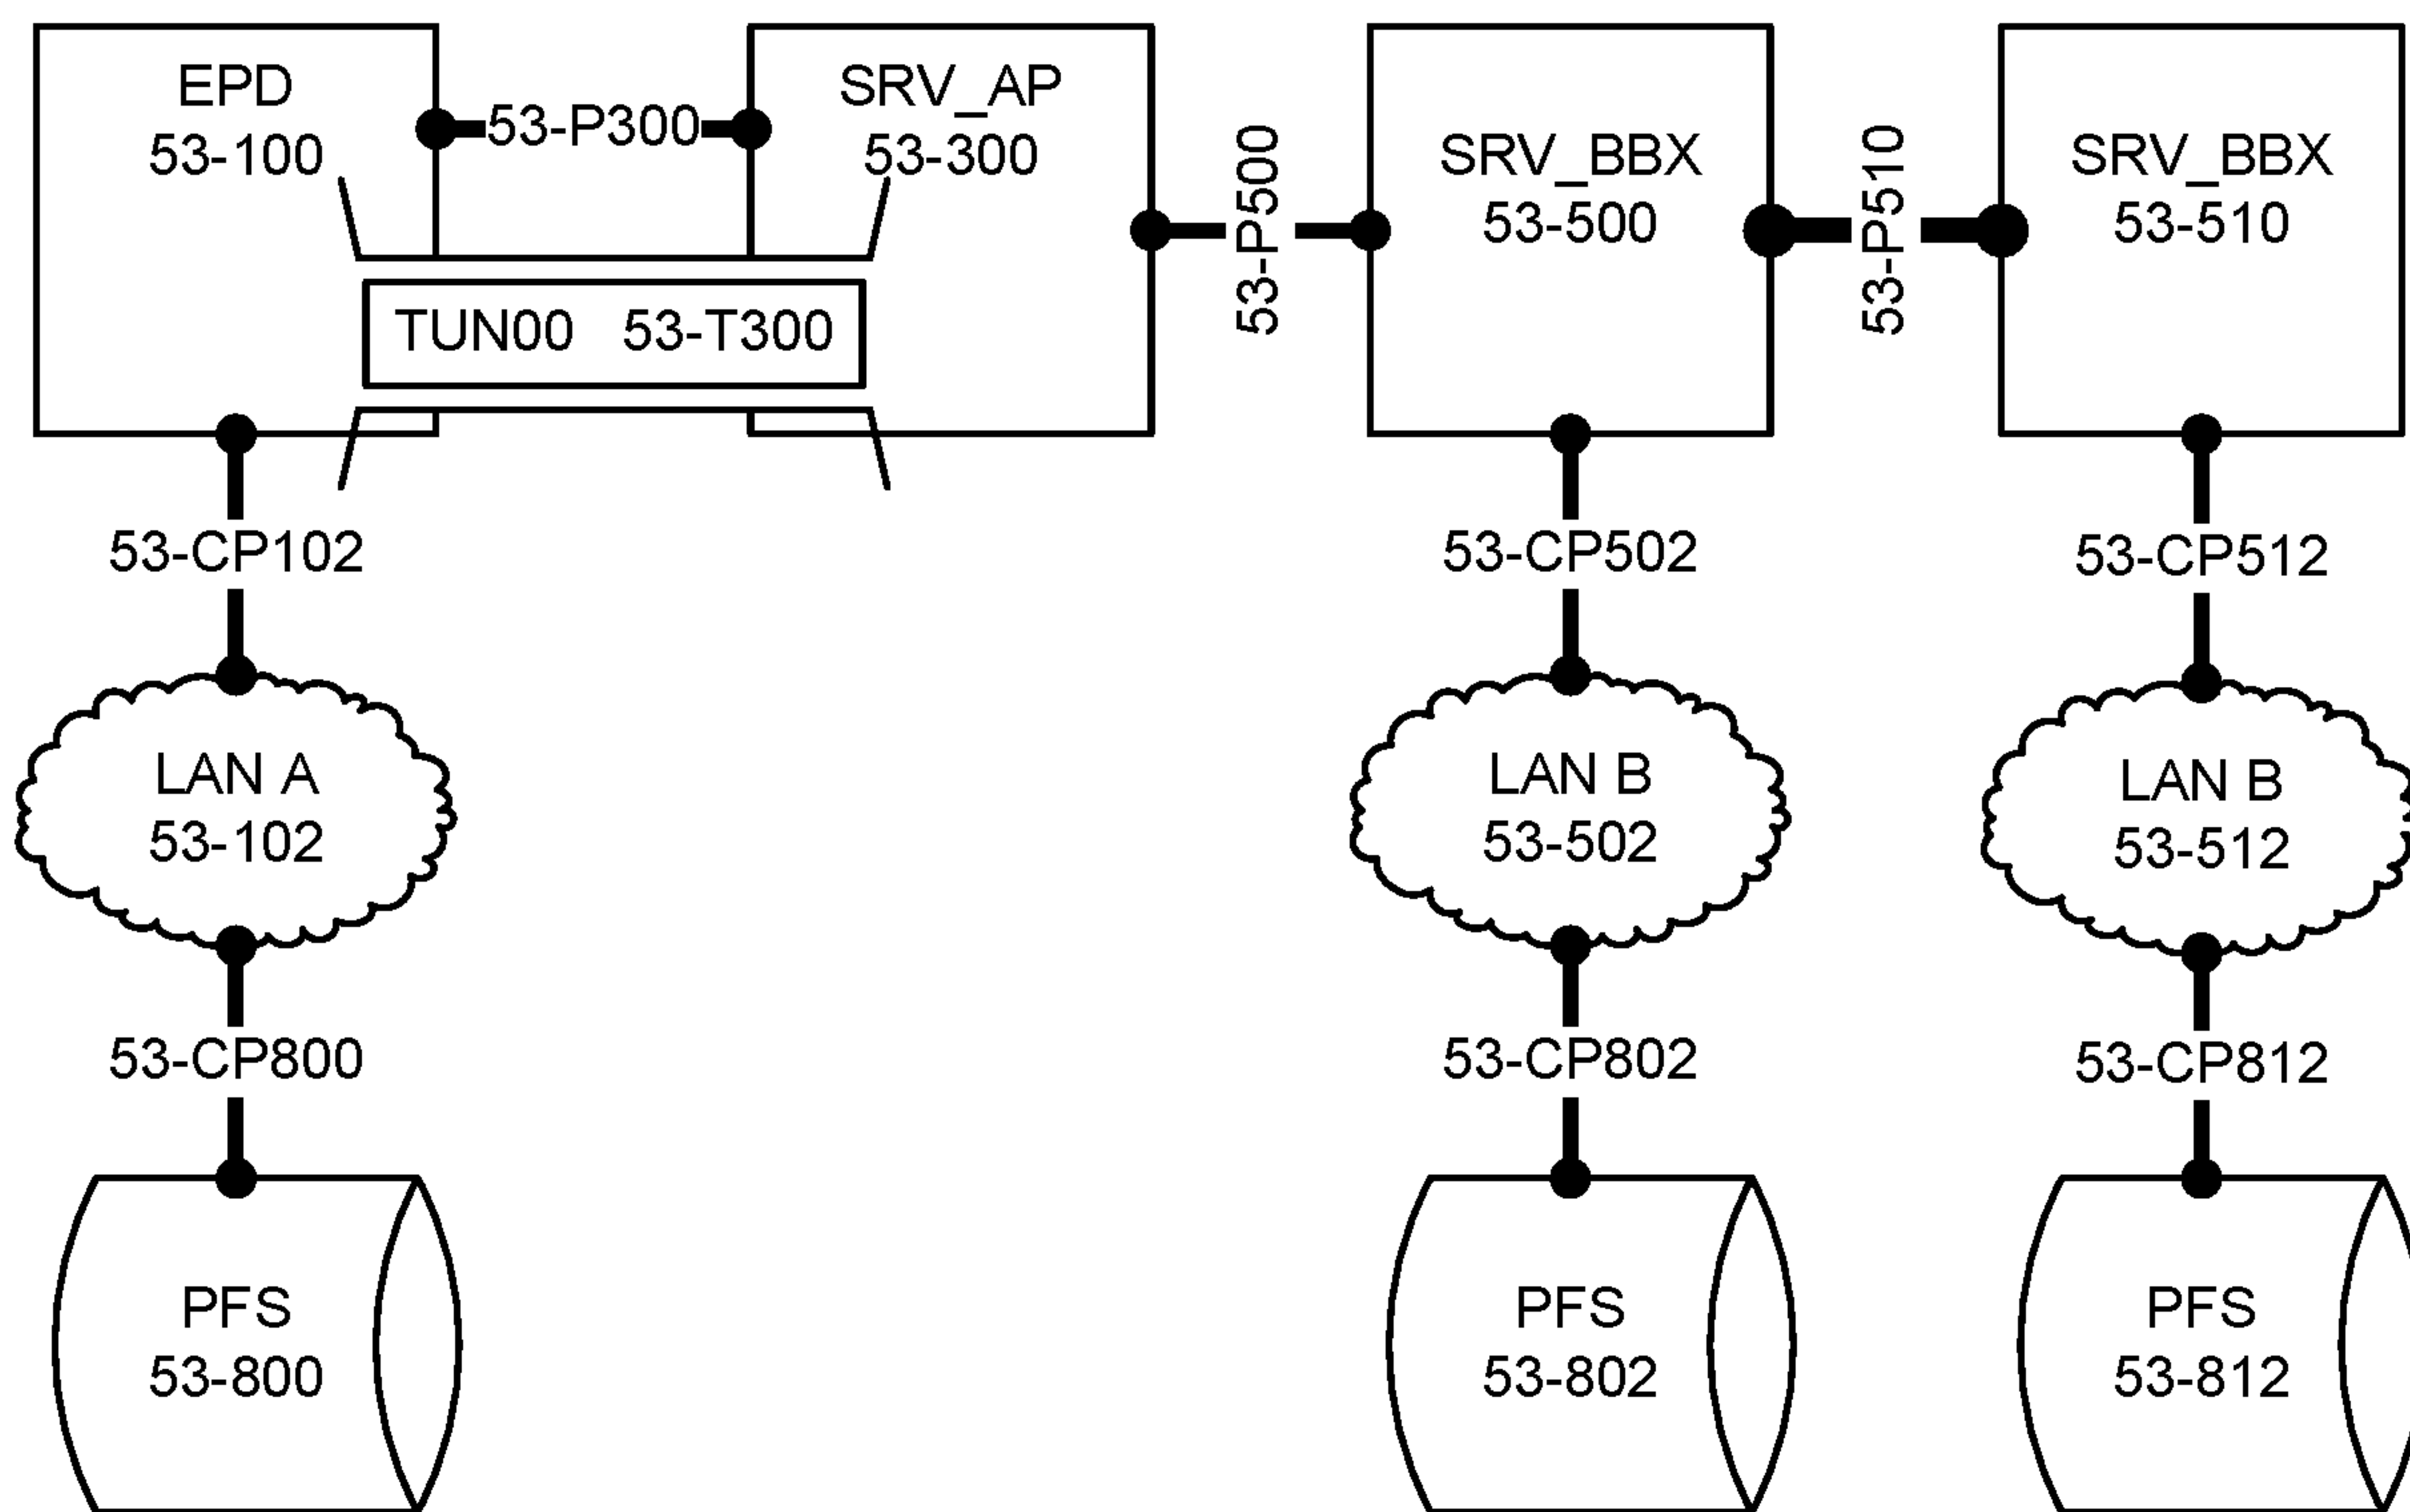 EPD
53-100
53-P300
SRV_AP
53-300
TUN00 53-T300
53-P500
SRV_BBX
53-500
53-P510
SRV_BBX
53-510
53-CP102
53-CP502
53-CP512
LAN A
53-102
LAN B
53-502
LAN B
53-512
53-CP800
53-CP802
53-CP812
PFS
53-800
PFS
53-802
PFS
53-812